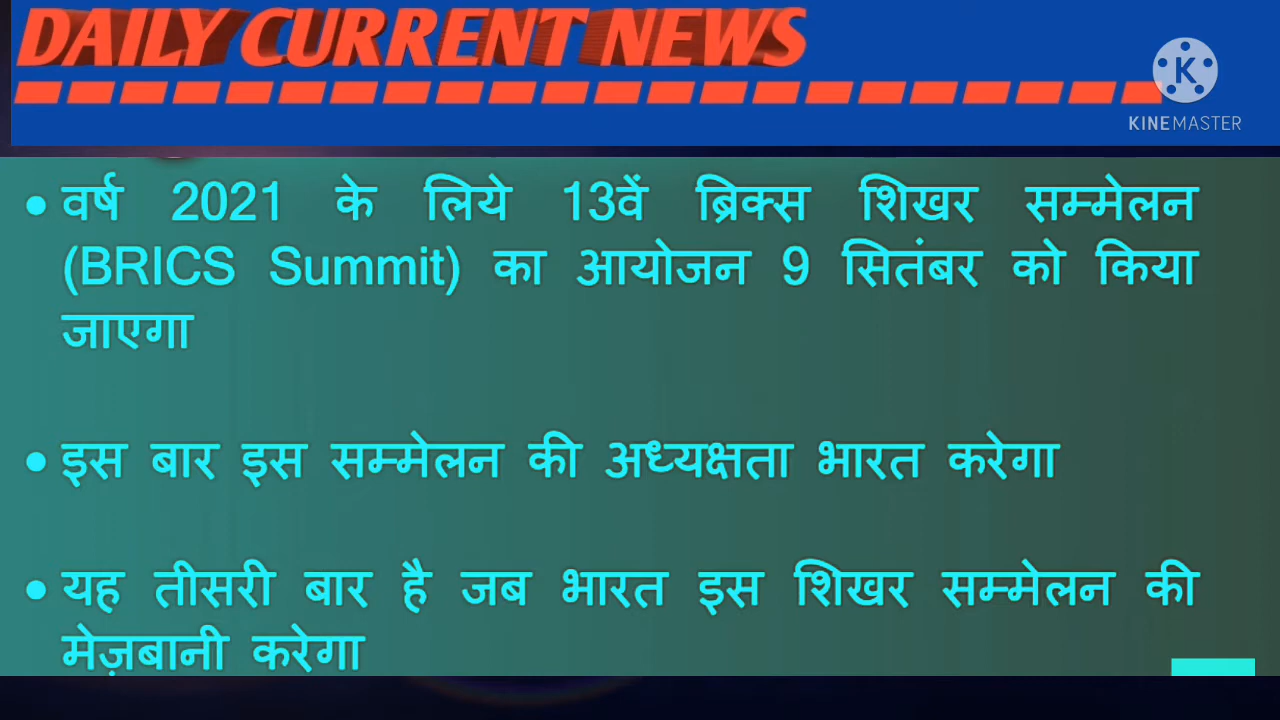 DAILY CURRENT NEWS
KINEMASTER
• वर्ष 2021 के लिये 13वें ब्रिक्स शिखर सम्मेलन
(BRICS Summit) का आयोजन 9 सितंबर को किया
जाएगा
• इस बार इस सम्मेलन की अध्यक्षता भारत करेगा
• यह तीसरी बार है जब भारत इस शिखर सम्मेलन की
मेज़बानी करेगा